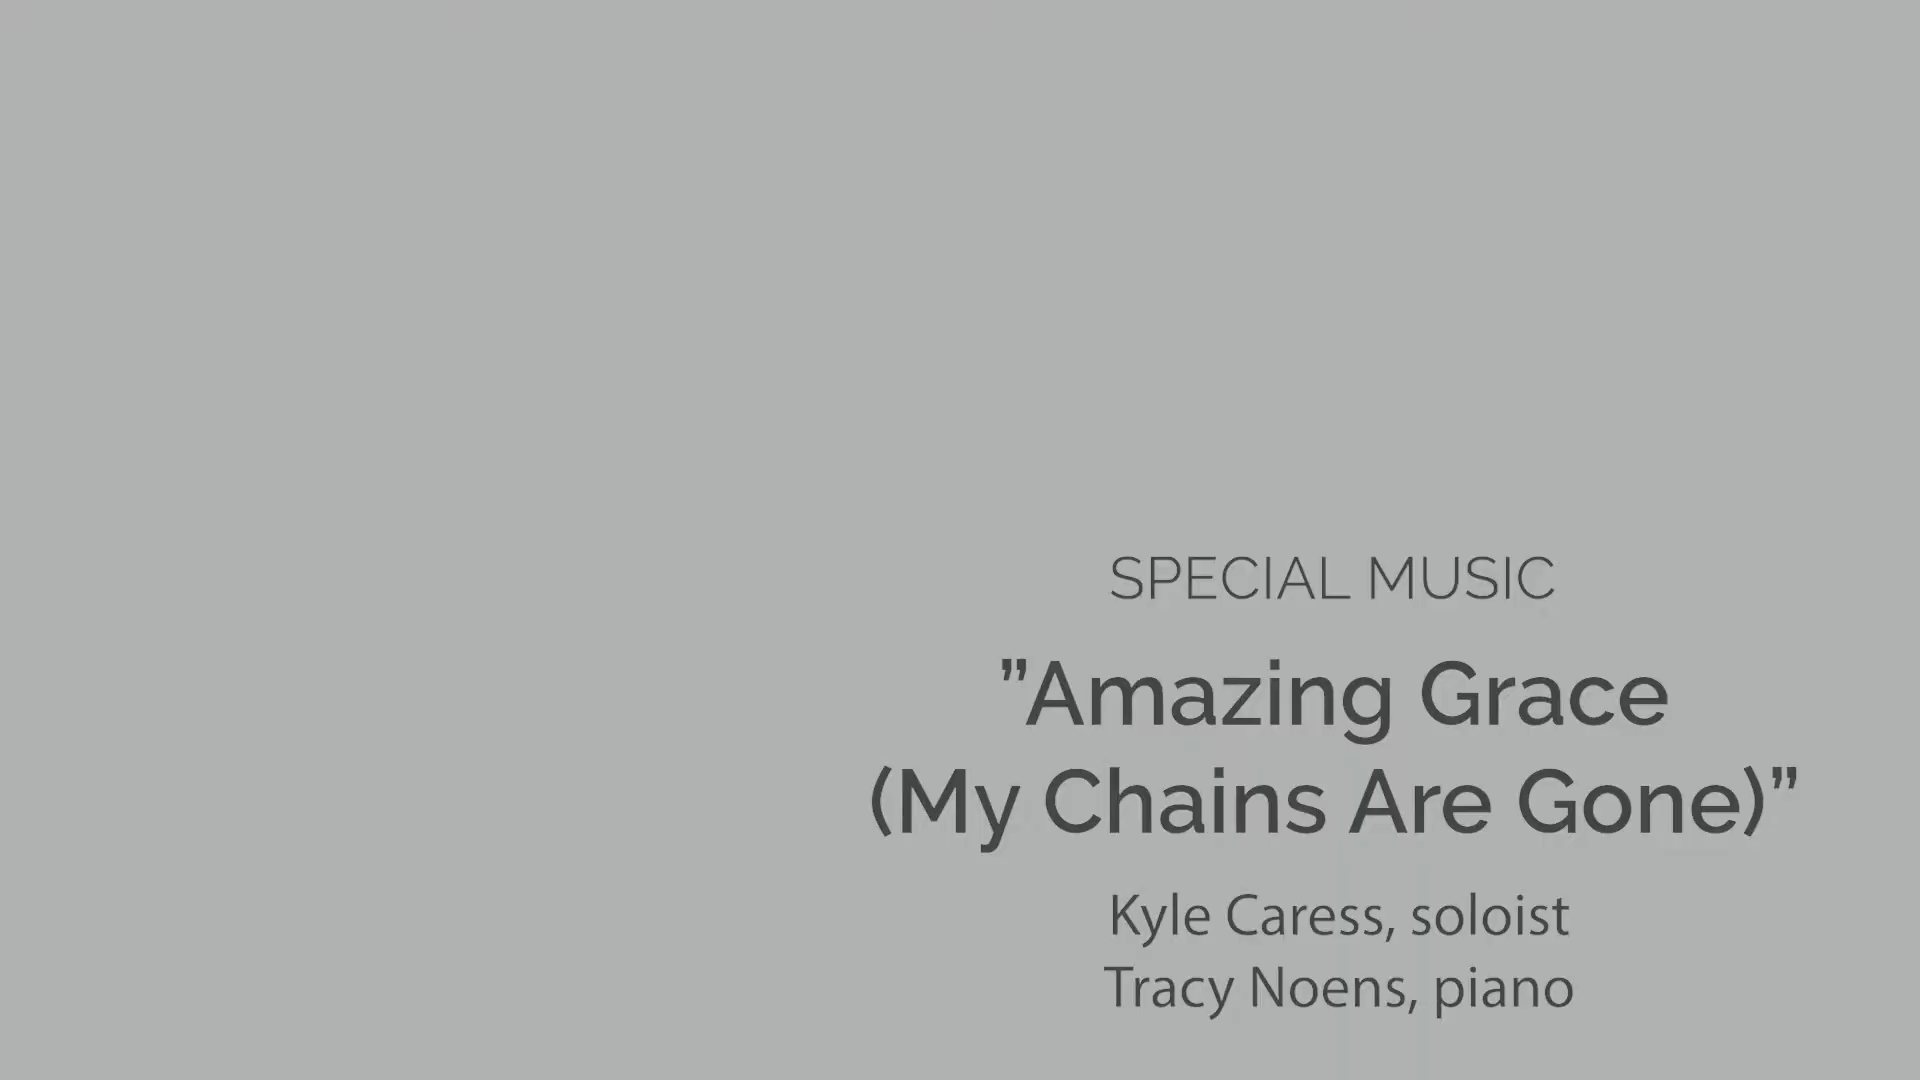 SPECIAL MUSIC
”Amazing Grace
(My Chains Are Gone)”
Kyle Caress, soloist
Tracy Noens, piano